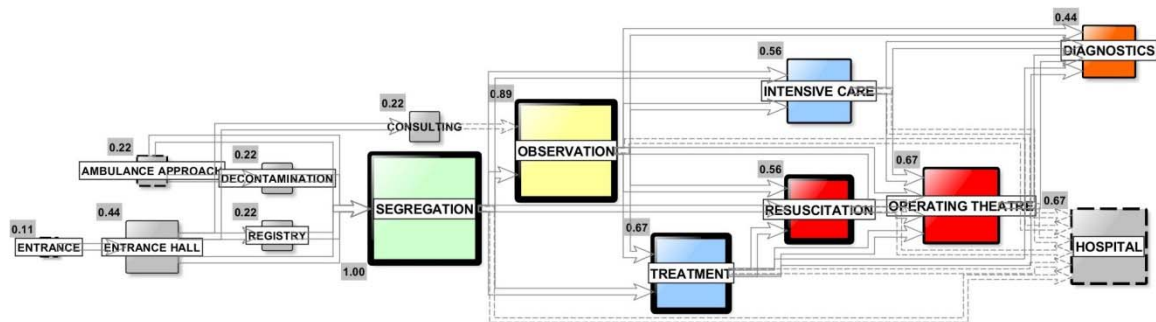 0.44
DIAGNOSTICS
0.56
INTENSIVE CARE
0.89
OBSERVATION
0.22
CONSULTING
0.22
AMBULANCE APPROACH
0.22
DECONTAMINATION
SEGREGATION
1.00
0.56
RESUSCITATION
0.67
OPERATING THEATRE
0.67
HOSPITAL
0.11
ENTRANCE
0.44
ENTRANCE HALL
0.22
REGISTRY
0.67
TREATMENT